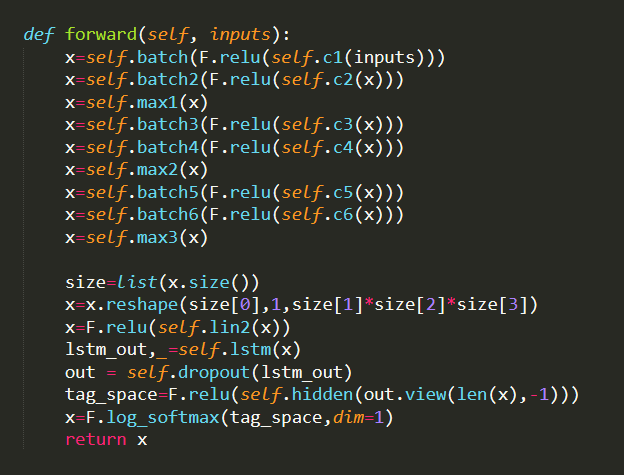 def forward(self, inputs):
x=self.batch(F.relu(self.c1(inputs)))
x=self.batch2(F.relu(self.c2(x)))
x=self.max1(x)
x=self.batch3(F.relu(self.c3(x)))
x=self.batch4(F.relu(self.c4(x)))
x=self.max2(x)
x=self.batch5(F.relu(self.c5(x)))
x=self.batch6(F.relu(self.c6(x)))
x=self.max3(x)
size=list(x.size())
x=x.reshape(size[0],1,size[1]*size[2]*size[3])
x=F.relu(self.lin2(x))
lstm_out,_=self.lstm(x)
out = self.dropout(lstm_out)
tag_space=F.relu(self.hidden(out.view(len(x),-1)))
x=F.log_softmax(tag_space,dim=1)
return x